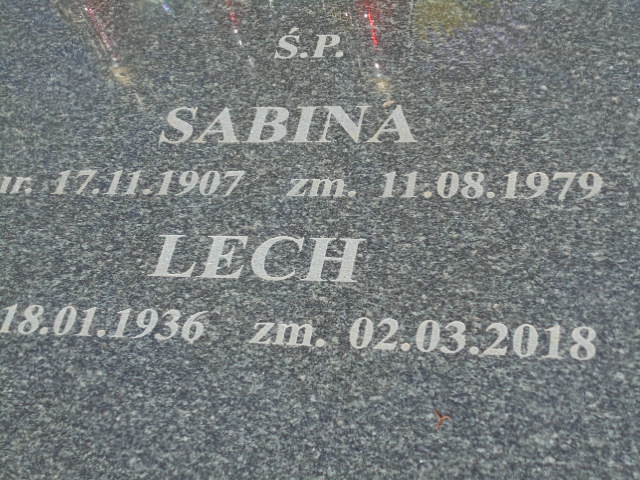 Ś.P.
SABINA
ur. 17.11.1907 zm. 11.08.1979
LECH
18.01.1936 zm. 02.03.2018